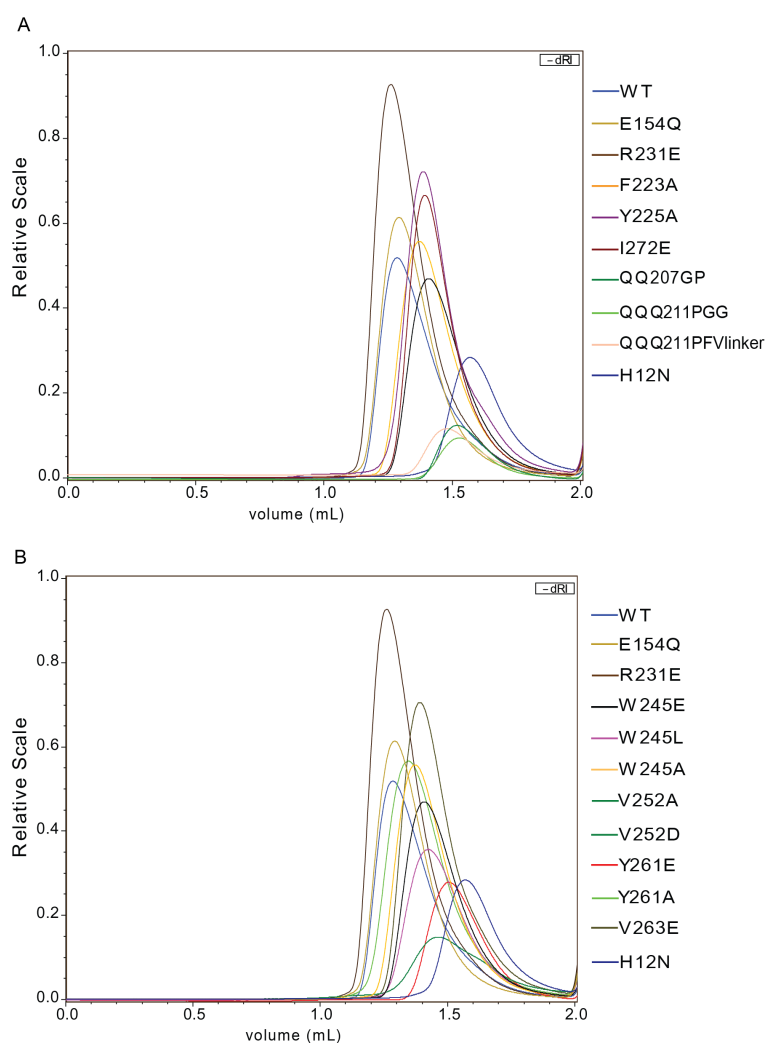 A
1.0
− dRI
0.8
0.6
0.4
0.2
0.0
Relative Scale
0.0 0.5 1.0 1.5 2.0
volume (mL)
WT
E154Q
R231E
F223A
Y225A
I272E
QQ207GP
QQQ211PGG
QQQ211PFVlinker
H12N
B
1.0
− dRI
0.8
0.6
0.4
0.2
0.0
Relative Scale
0.0 0.5 1.0 1.5 2.0
volume (mL)
WT
E154Q
R231E
W245E
W245L
W245A
V252A
V252D
Y261E
Y261A
V263E
H12N